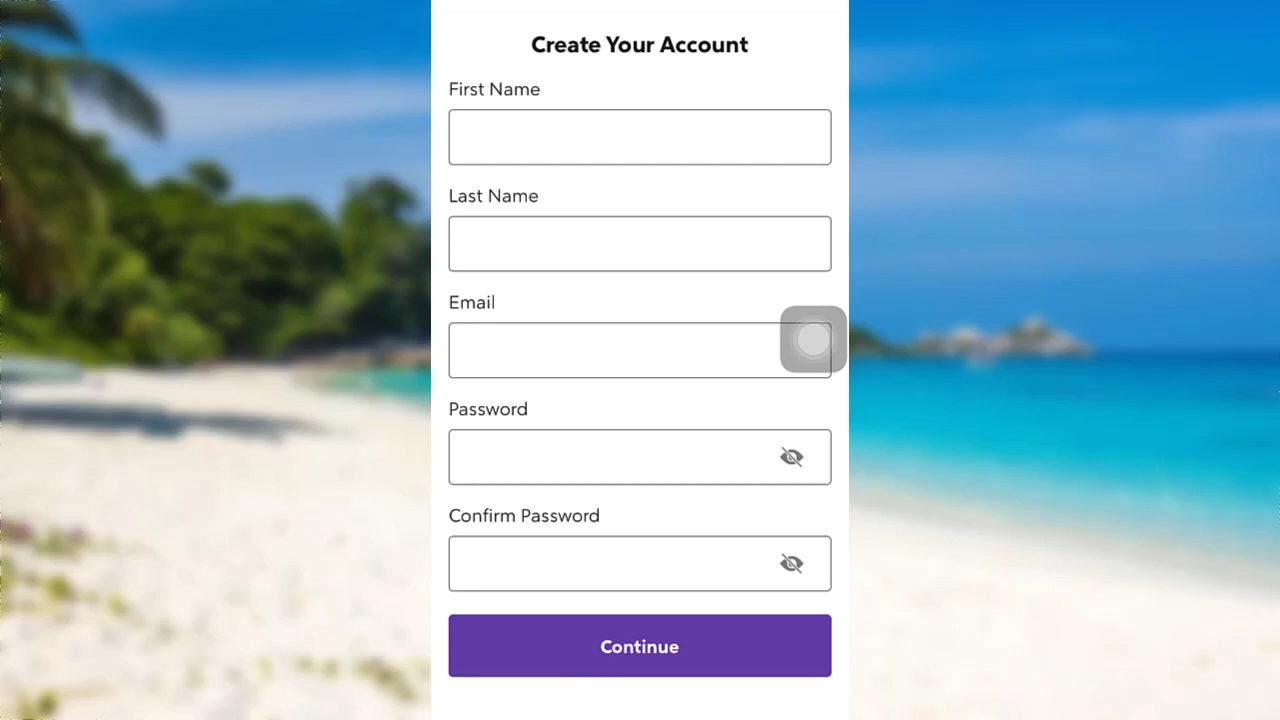 Create Your Account
First Name
Last Name
Email
Password
Confirm Password
Continue